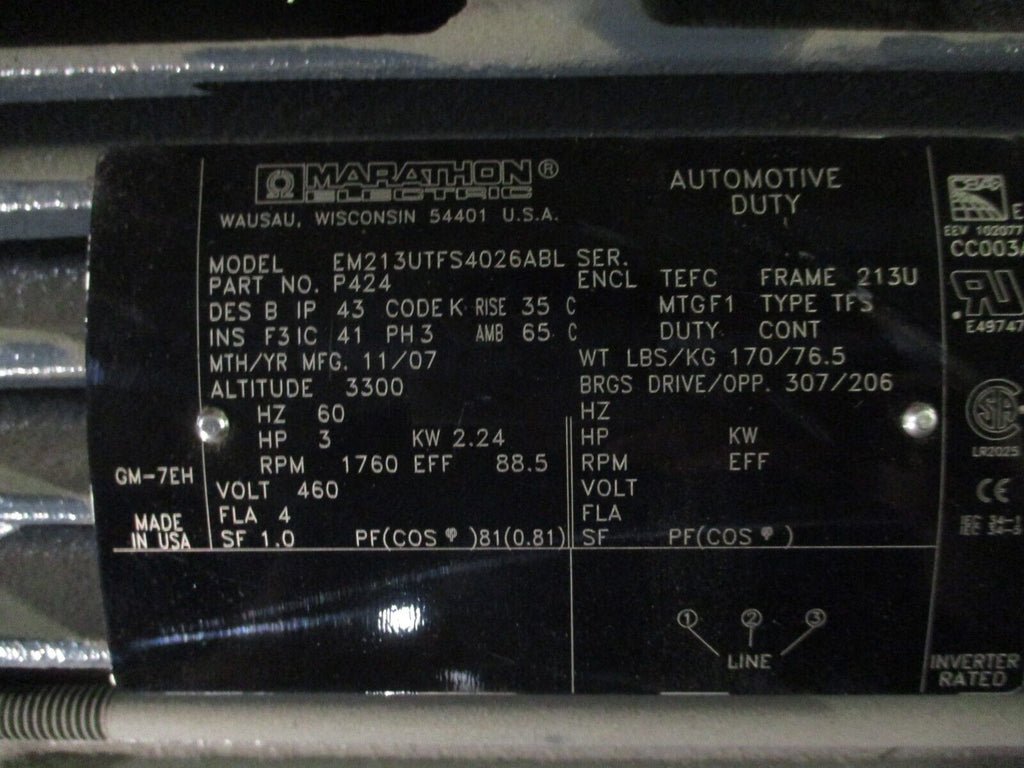 MARATHON®
ELECTRIC
WAUSAU, WISCONSIN 54401 U.S.A.
AUTOMOTIVE
DUTY
MODEL EM213UTFS4026ABL SER.
PART NO. P424 ENCL TEFC FRAME 213U
DES B IP 43 CODE K RISE 35 C MTG F1 TYPE TFS
INS F3 IC 41 PH 3 AMB 65 C DUTY CONT
MTH/YR MFG. 11/07 WT LBS/KG 170/76.5
ALTITUDE 3300 BRGS DRIVE/OPP. 307/206
HZ 60 HZ
HP 3 KW 2.24 HP KW
RPM 1760 EFF 88.5 RPM EFF
VOLT 460 VOLT
FLA 4 FLA
SF 1.0 PF(COS φ)81(0.81) SF PF(COS φ)
GM-7EH
MADE
IN USA
1 2 3
LINE
EEV 102077
CC003A
E49747
LR2025
CE
INVERTER
RATED